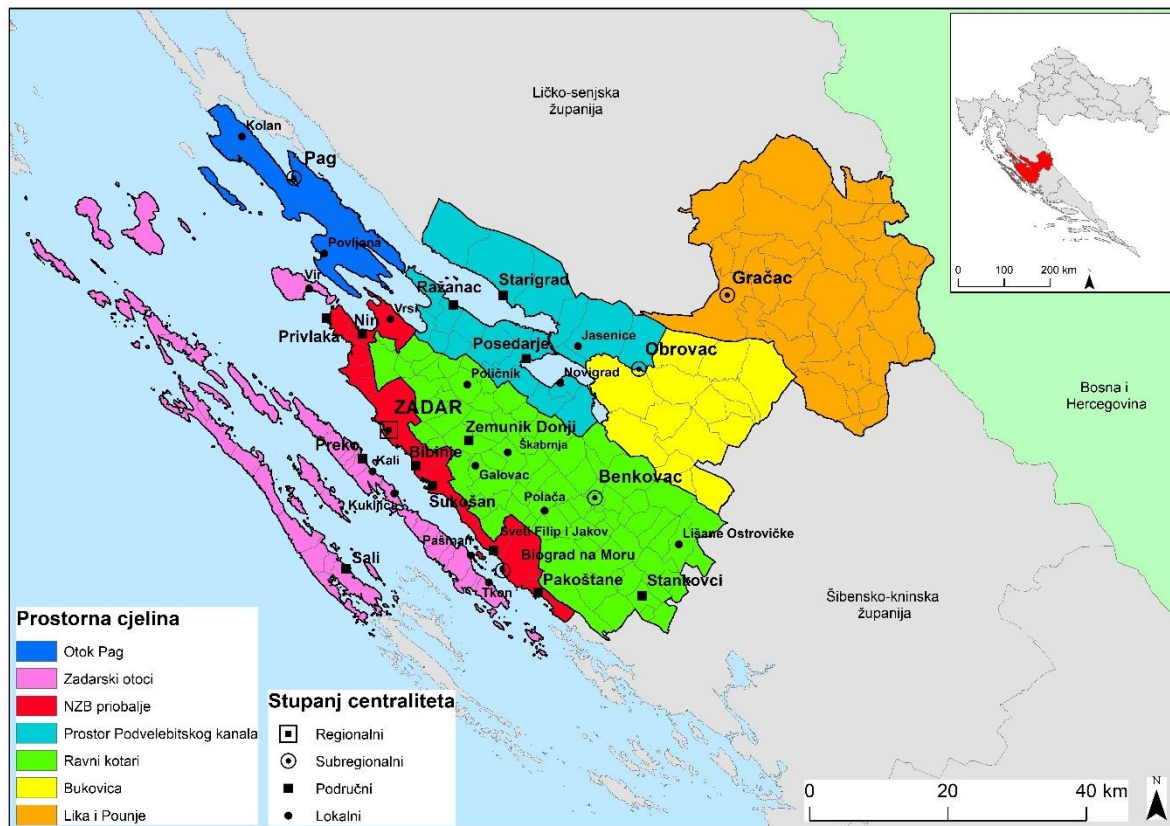 Ličko-senjska
županija
Kolan
Pag
Povljana
Vir
Ražanac
Starigrad
Gračac
Privlaka
Nin
Vrsi
Posedarje
Jasenice
Obrovac
Novigrad
Poličnik
ZADAR
Zemunik Donji
Škabrnja
Preko
Kali
Bibinje
Galovac
Benkovac
Kukljica
Sukošan
Polača
Sveti Filip i Jakov
Lišane Ostrovičke
Pašman
Biograd na Moru
Sali
Tkon
Pakoštane
Stankovci
Bosna i
Hercegovina
Šibensko-kninska
županija
0 100 200 km
Prostorna cjelina
Otok Pag
Zadarski otoci
NZB priobalje
Prostor Podvelebitskog kanala
Ravni kotari
Bukovica
Lika i Pounje
Stupanj centraliteta
Regionalni
Subregionalni
Područni
Lokalni
0 20 40 km
N